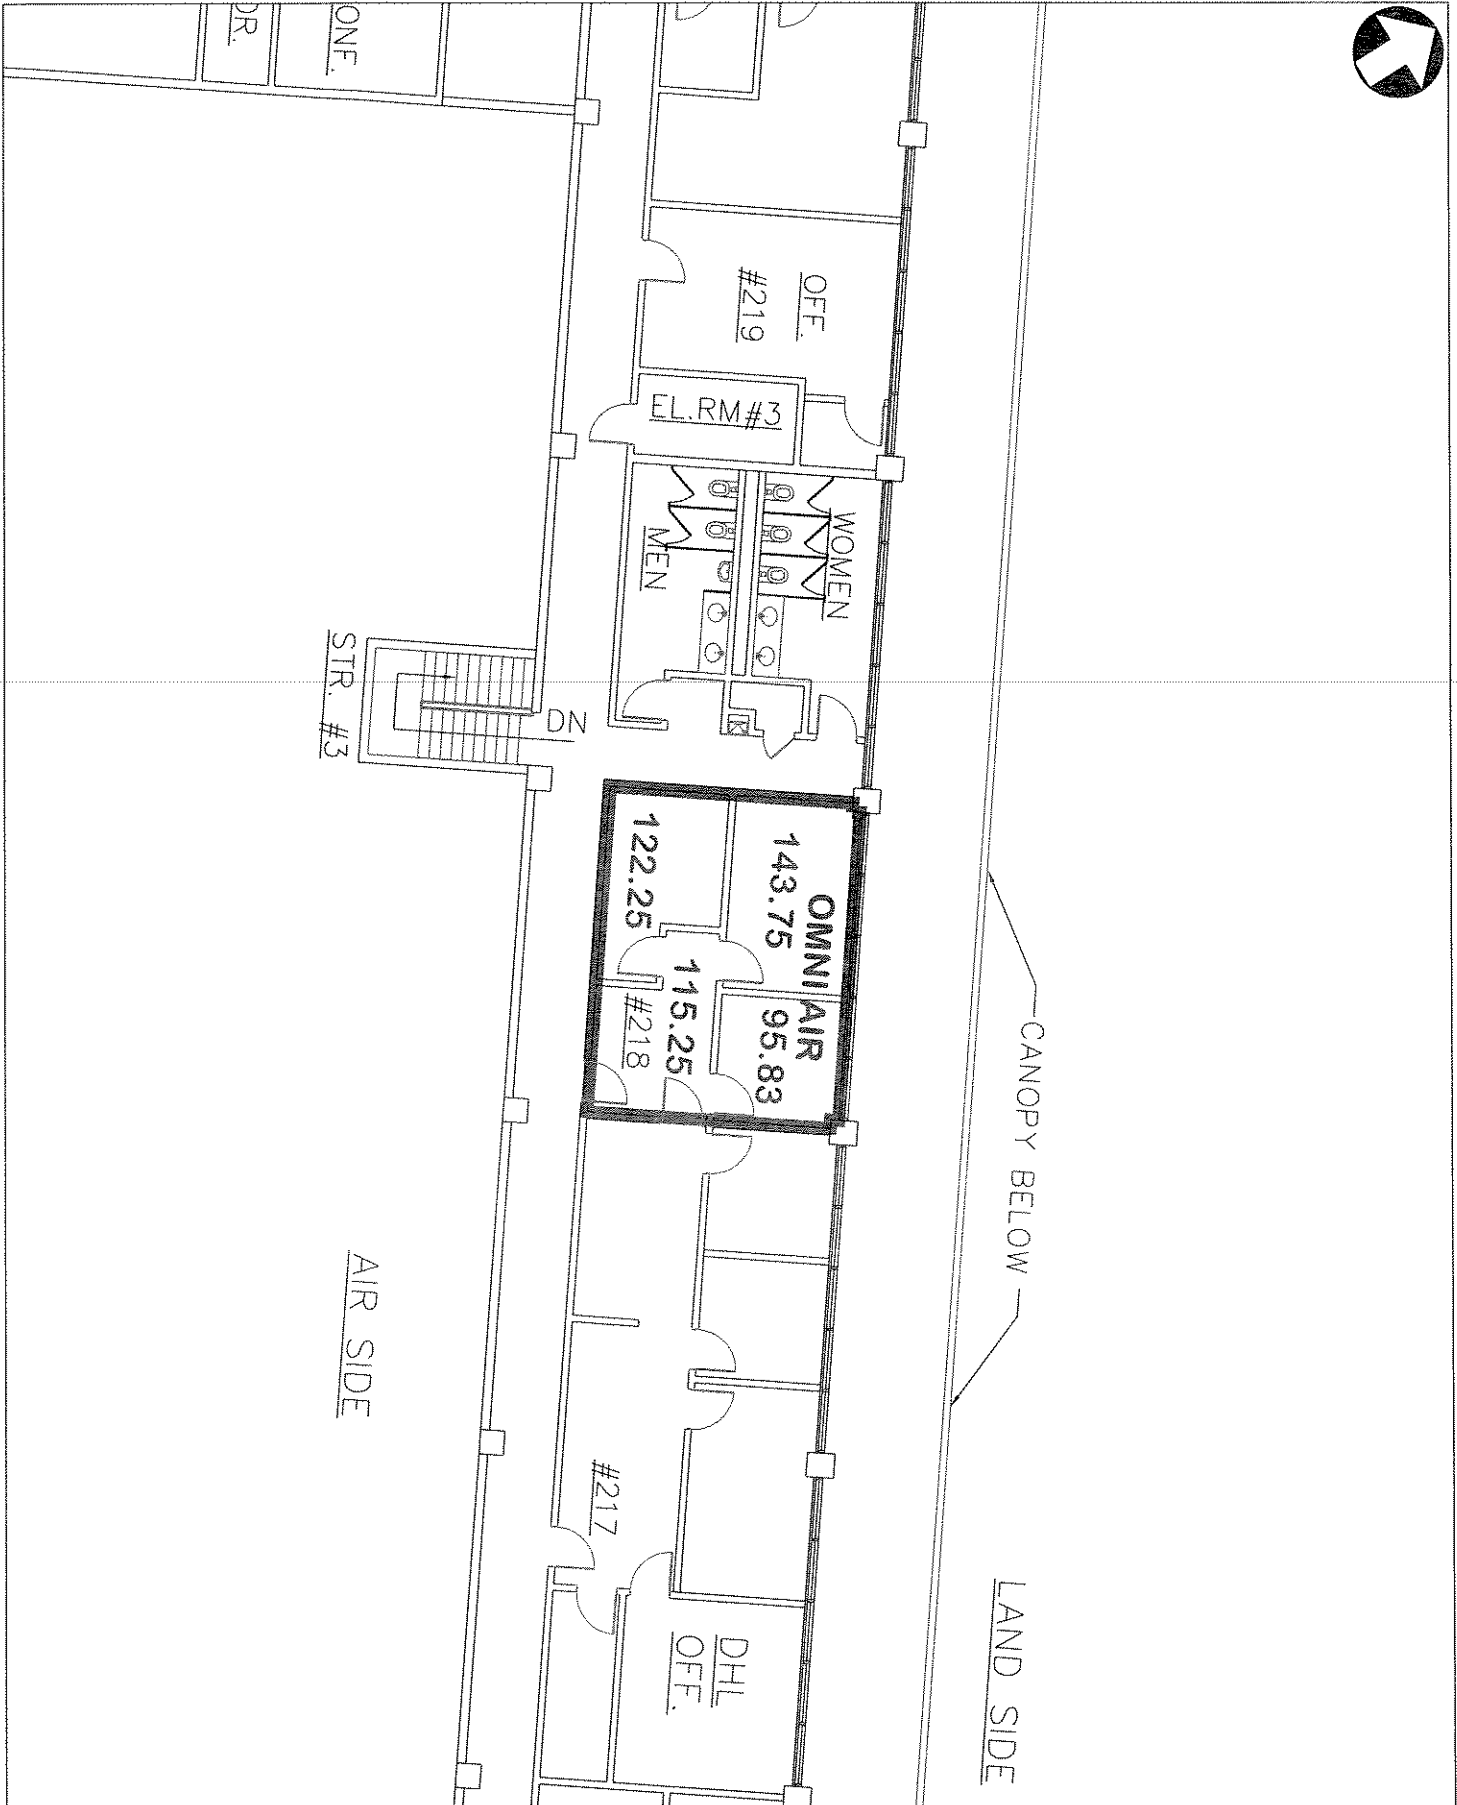 ONF.
OR.
OFF.
#219
EL.RM#3
WOMEN
MEN
STR. #3
DN
OMNI AIR
143.75
95.83
122.25
115.25
#218
CANOPY BELOW
AIR SIDE
#217
DHL
OFF.
LAND SIDE